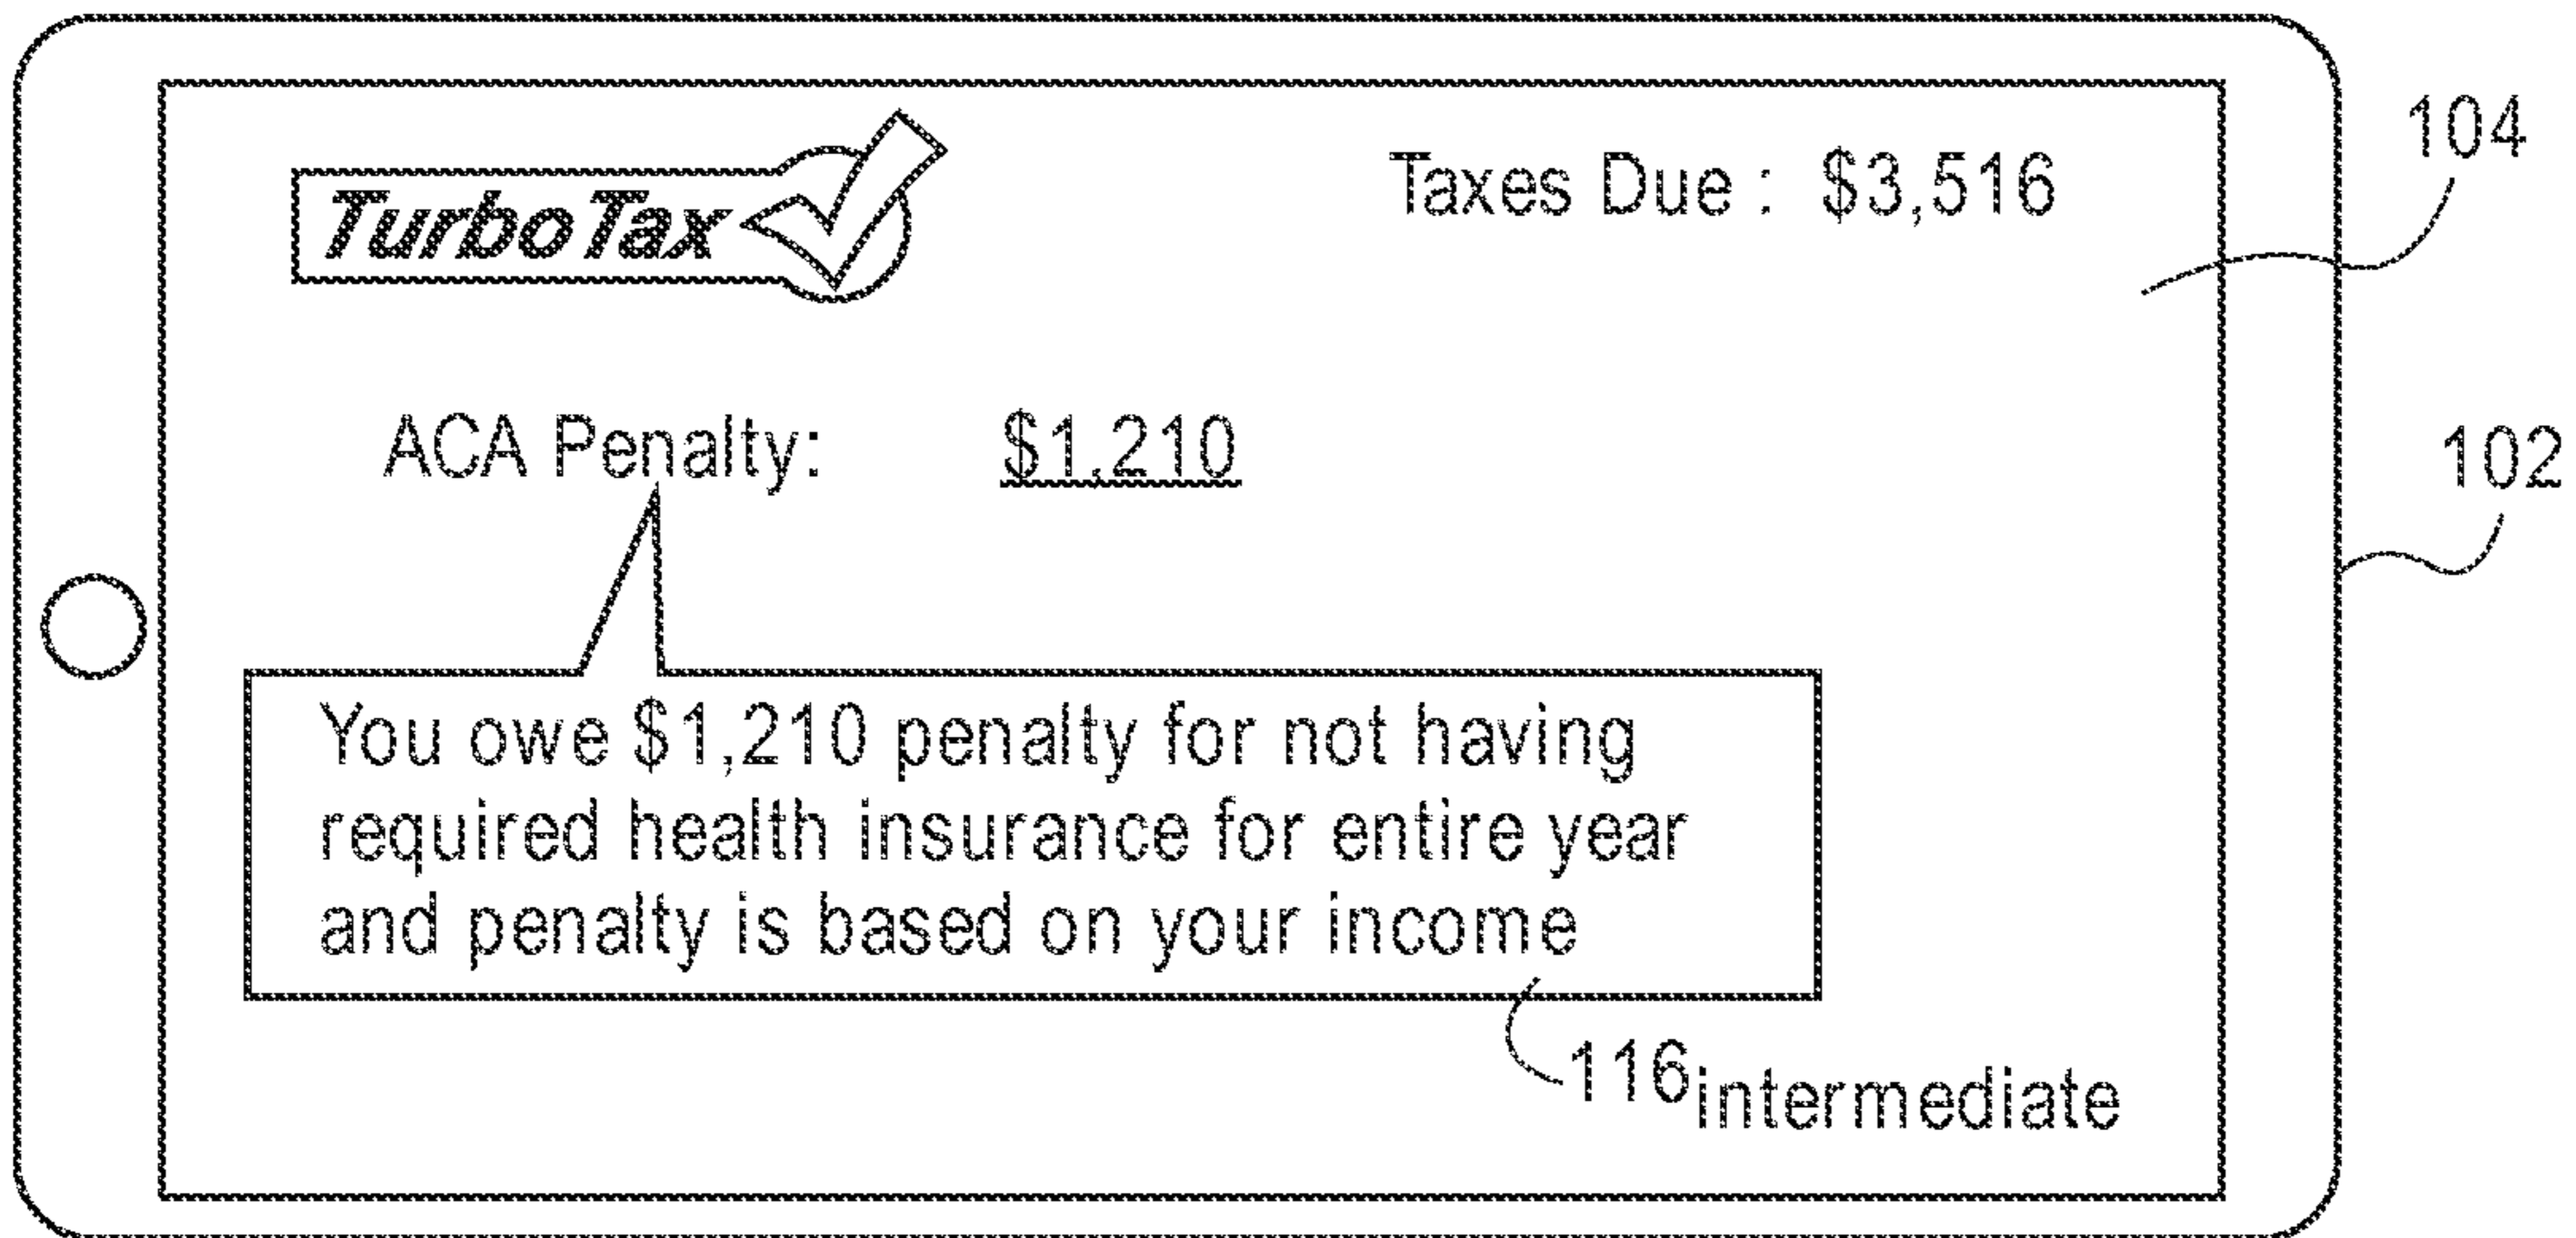 TurboTax
Taxes Due : $3,516
104
ACA Penalty: $1,210
102
You owe $1,210 penalty for not having
required health insurance for entire year
and penalty is based on your income
116intermediate